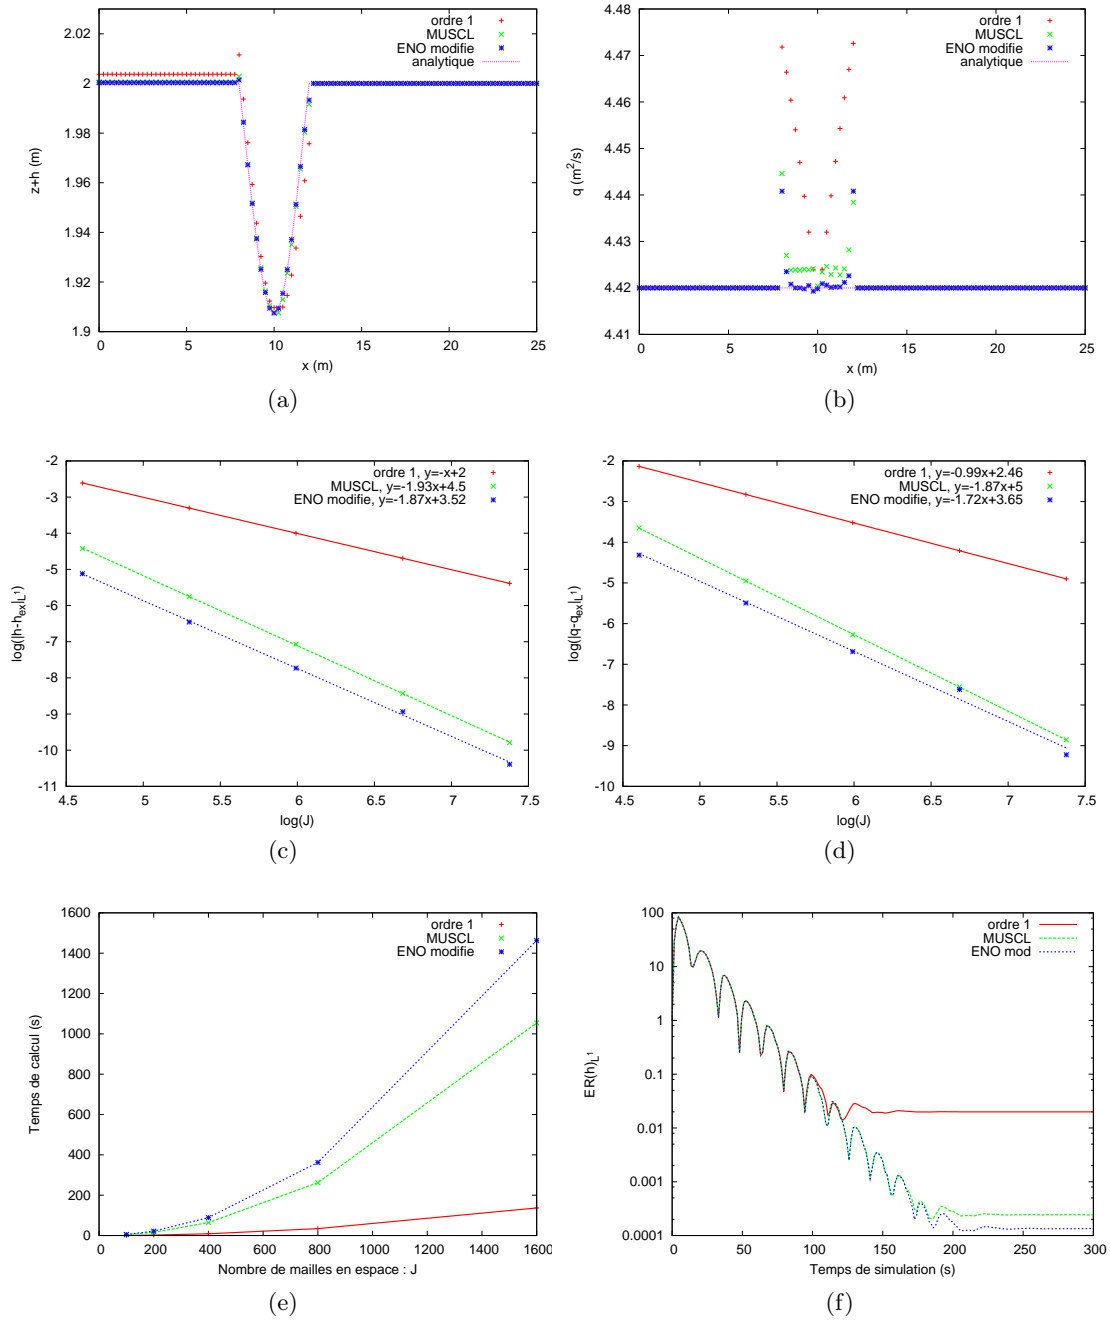 ordre 1
MUSCL
ENO modifie
analytique
2.02
2
1.98
1.96
1.94
1.92
1.9
z+h (m)
0 5 10 15 20 25
x (m)
(a)
ordre 1
MUSCL
ENO modifie
analytique
4.48
4.47
4.46
4.45
4.44
4.43
4.42
4.41
q (m²/s)
0 5 10 15 20 25
x (m)
(b)
ordre 1, y=-x+2
MUSCL, y=-1.93x+4.5
ENO modifie, y=-1.87x+3.52
-2
-3
-4
-5
-6
-7
-8
-9
-10
-11
log(|h-h_ex|_L¹)
4.5 5 5.5 6 6.5 7 7.5
log(J)
(c)
ordre 1, y=-0.99x+2.46
MUSCL, y=-1.87x+5
ENO modifie, y=-1.72x+3.65
-2
-3
-4
-5
-6
-7
-8
-9
-10
log(|q-q_ex|_L¹)
4.5 5 5.5 6 6.5 7 7.5
log(J)
(d)
ordre 1
MUSCL
ENO modifie
1600
1400
1200
1000
800
600
400
200
0
Temps de calcul (s)
0 200 400 600 800 1000 1200 1400 1600
Nombre de mailles en espace : J
(e)
ordre 1
MUSCL
ENO mod
100
10
1
0.1
0.01
0.001
0.0001
ER(h)_L¹
0 50 100 150 200 250 300
Temps de simulation (s)
(f)